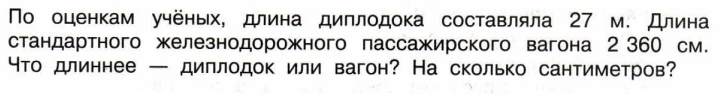 По оценкам учёных, длина диплодока составляла 27 м. Длина
стандартного железнодорожного пассажирского вагона 2 360 см.
Что длиннее — диплодок или вагон? На сколько сантиметров?